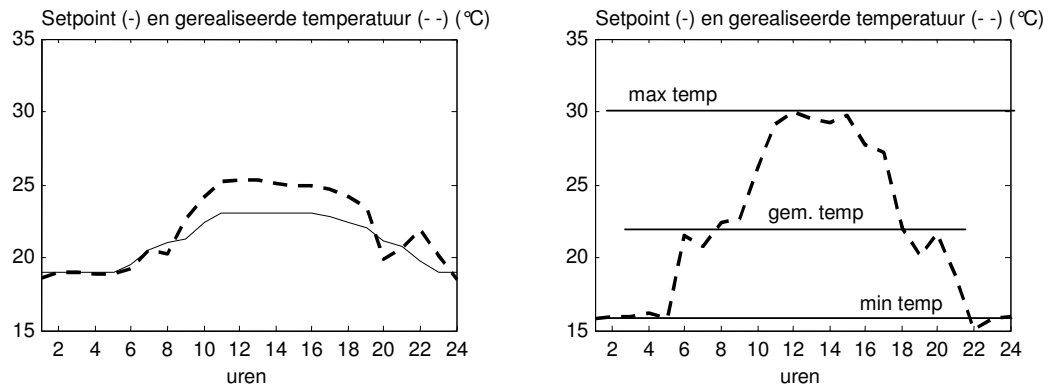 Setpoint (-) en gerealiseerde temperatuur (- -) (°C)
35
30
25
20
15
2 4 6 8 10 12 14 16 18 20 22 24
uren
Setpoint (-) en gerealiseerde temperatuur (- -) (°C)
35
max temp
30
25
gem. temp
20
min temp
15
2 4 6 8 10 12 14 16 18 20 22 24
uren